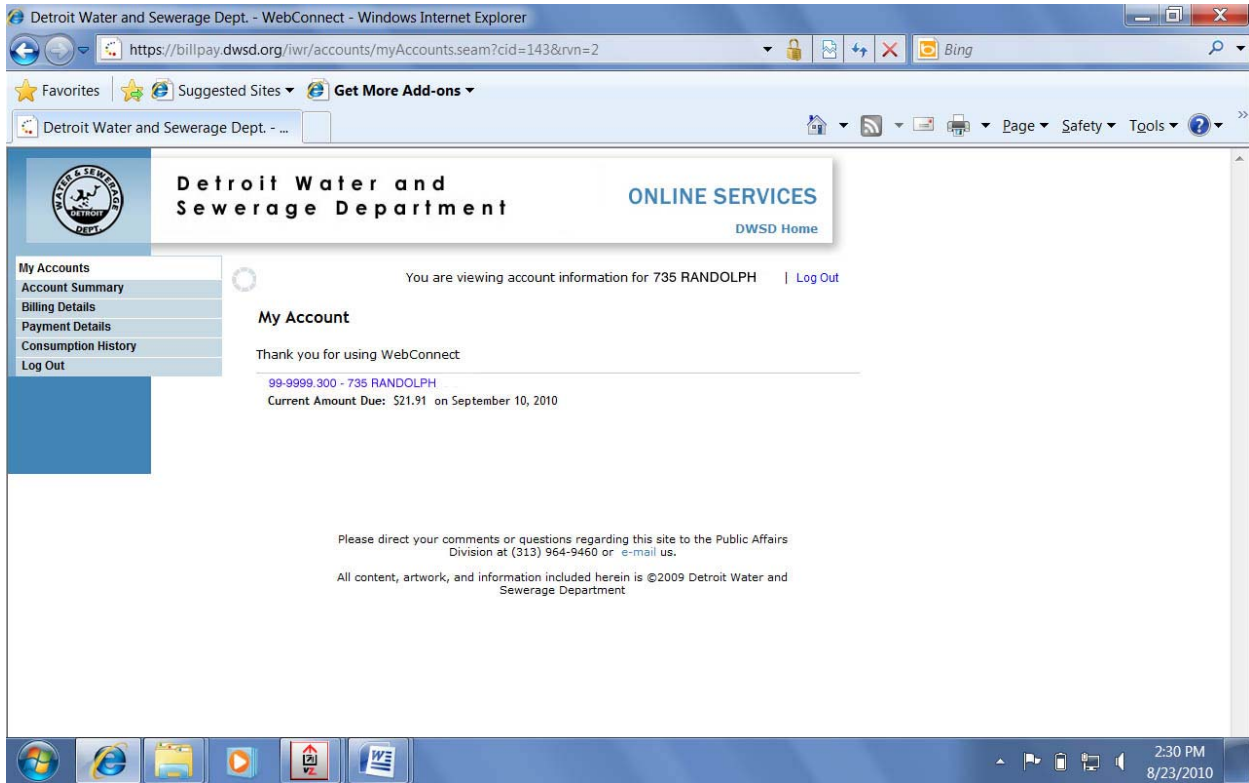 Detroit Water and Sewerage Dept. - WebConnect - Windows Internet Explorer
https://billpay.dwsd.org/iwr/accounts/myAccounts.seam?cid=143&rvn=2
Bing
Favorites
Suggested Sites
Get More Add-ons
Detroit Water and Sewerage Dept. - ...
Page
Safety
Tools
WATER & SEWERAGE
DETROIT
DEPT.
Detroit Water and
Sewerage Department
ONLINE SERVICES
DWSD Home
My Accounts
Account Summary
Billing Details
Payment Details
Consumption History
Log Out
You are viewing account information for 735 RANDOLPH | Log Out
My Account
Thank you for using WebConnect
99-9999.300 - 735 RANDOLPH
Current Amount Due: $21.91 on September 10, 2010
Please direct your comments or questions regarding this site to the Public Affairs
Division at (313) 964-9460 or e-mail us.
All content, artwork, and information included herein is ©2009 Detroit Water and
Sewerage Department
2:30 PM
8/23/2010